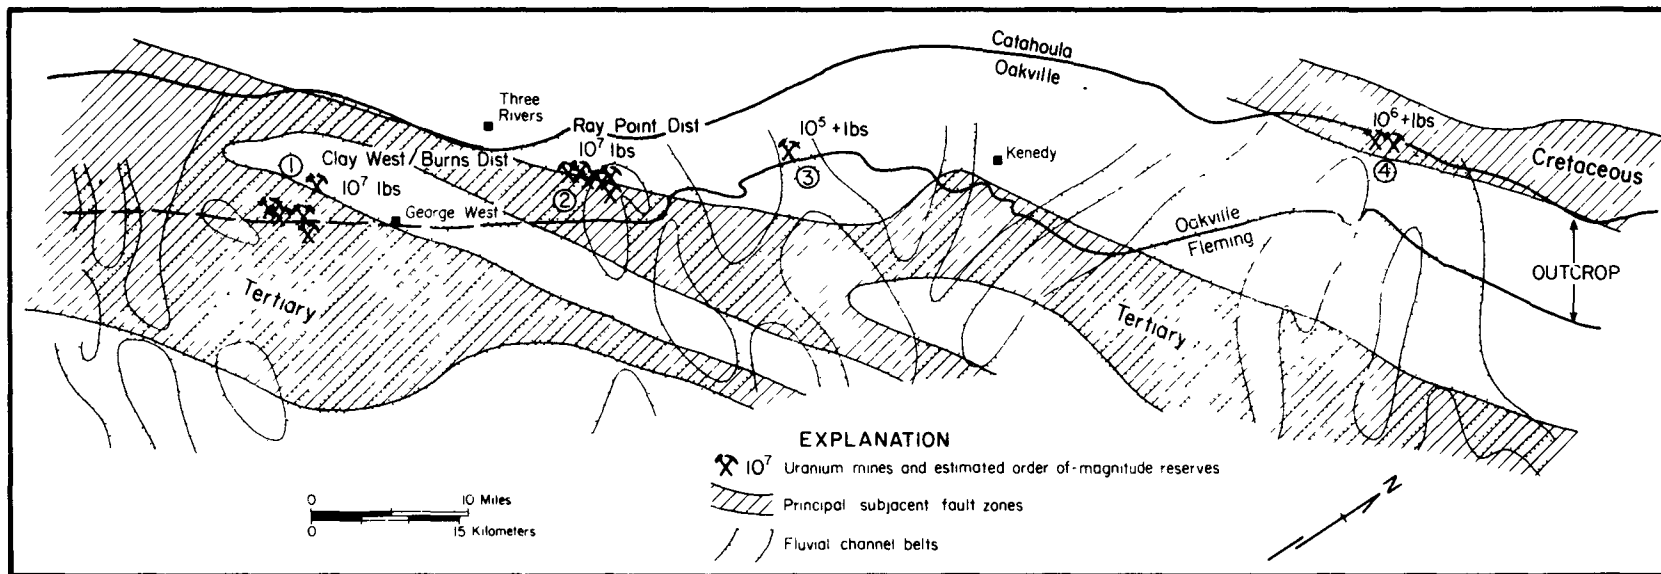 Catahoula
Oakville
Three
Rivers
Ray Point Dist
10⁷ lbs
10⁵ + lbs
10⁶ + lbs
Kenedy
Cretaceous
Clay West/Burns Dist
10⁷ lbs
1
2
3
4
George West
Oakville
Fleming
OUTCROP
Tertiary
Tertiary
EXPLANATION
10⁷ Uranium mines and estimated order of-magnitude reserves
Principal subjacent fault zones
Fluvial channel belts
0 10 Miles
0 15 Kilometers
N